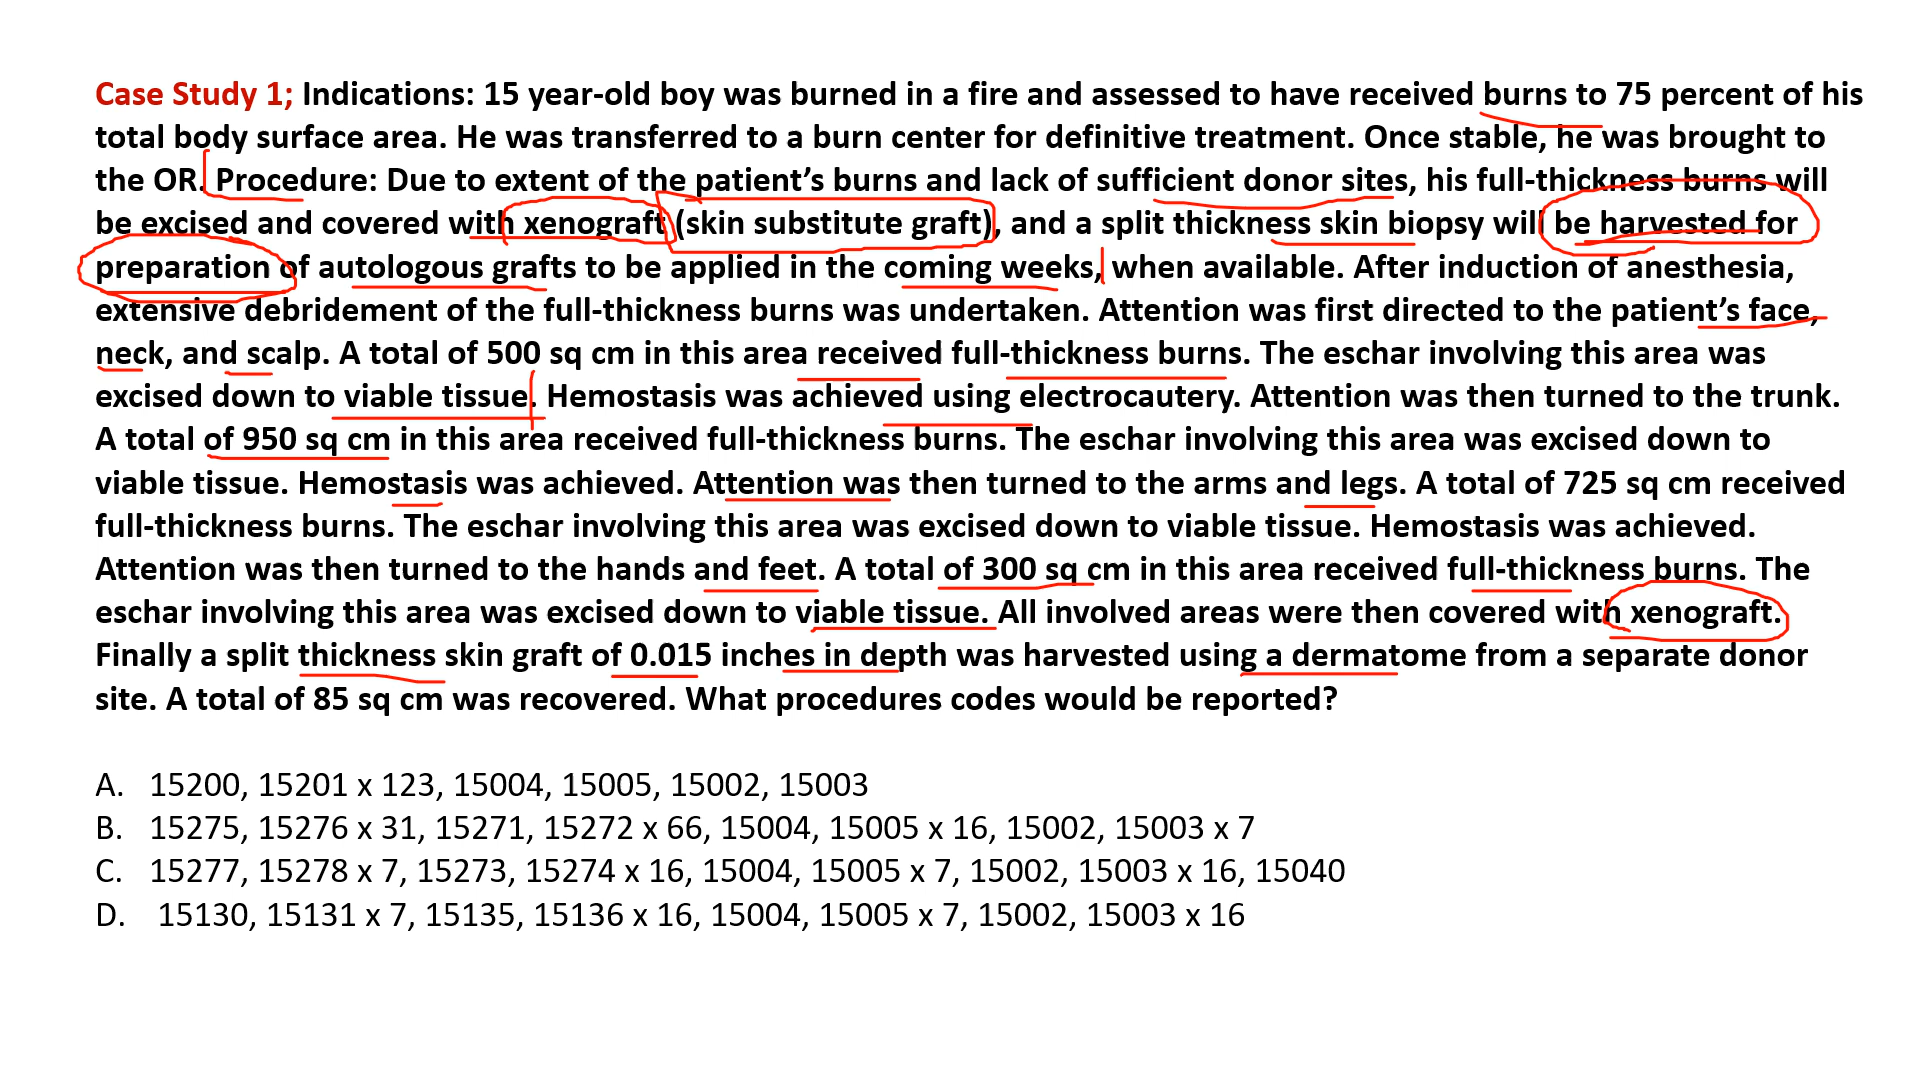 Case Study 1; Indications: 15 year-old boy was burned in a fire and assessed to have received burns to 75 percent of his
total body surface area. He was transferred to a burn center for definitive treatment. Once stable, he was brought to
the OR. Procedure: Due to extent of the patient's burns and lack of sufficient donor sites, his full-thickness burns will
be excised and covered with xenograft (skin substitute graft), and a split thickness skin biopsy will be harvested for
preparation of autologous grafts to be applied in the coming weeks, when available. After induction of anesthesia,
extensive debridement of the full-thickness burns was undertaken. Attention was first directed to the patient's face,
neck, and scalp. A total of 500 sq cm in this area received full-thickness burns. The eschar involving this area was
excised down to viable tissue. Hemostasis was achieved using electrocautery. Attention was then turned to the trunk.
A total of 950 sq cm in this area received full-thickness burns. The eschar involving this area was excised down to
viable tissue. Hemostasis was achieved. Attention was then turned to the arms and legs. A total of 725 sq cm received
full-thickness burns. The eschar involving this area was excised down to viable tissue. Hemostasis was achieved.
Attention was then turned to the hands and feet. A total of 300 sq cm in this area received full-thickness burns. The
eschar involving this area was excised down to viable tissue. All involved areas were then covered with xenograft.
Finally a split thickness skin graft of 0.015 inches in depth was harvested using a dermatome from a separate donor
site. A total of 85 sq cm was recovered. What procedures codes would be reported?
A. 15200, 15201 x 123, 15004, 15005, 15002, 15003
B. 15275, 15276 x 31, 15271, 15272 x 66, 15004, 15005 x 16, 15002, 15003 x 7
C. 15277, 15278 x 7, 15273, 15274 x 16, 15004, 15005 x 7, 15002, 15003 x 16, 15040
D. 15130, 15131 x 7, 15135, 15136 x 16, 15004, 15005 x 7, 15002, 15003 x 16